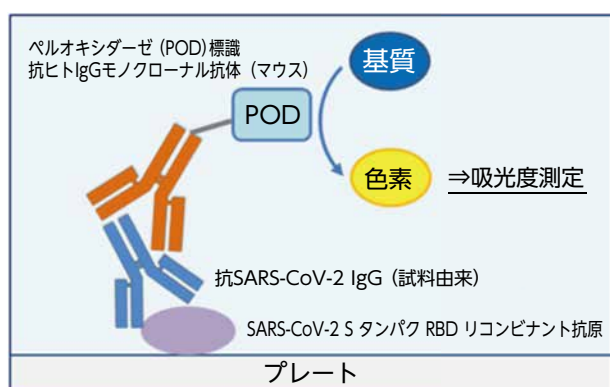 ペルオキシダーゼ (POD)標識
抗ヒトIgGモノクローナル抗体（マウス）
基質
POD
色素
⇒吸光度測定
抗SARS-CoV-2 IgG（試料由来）
SARS-CoV-2 S タンパク RBD リコンビナント抗原
プレート